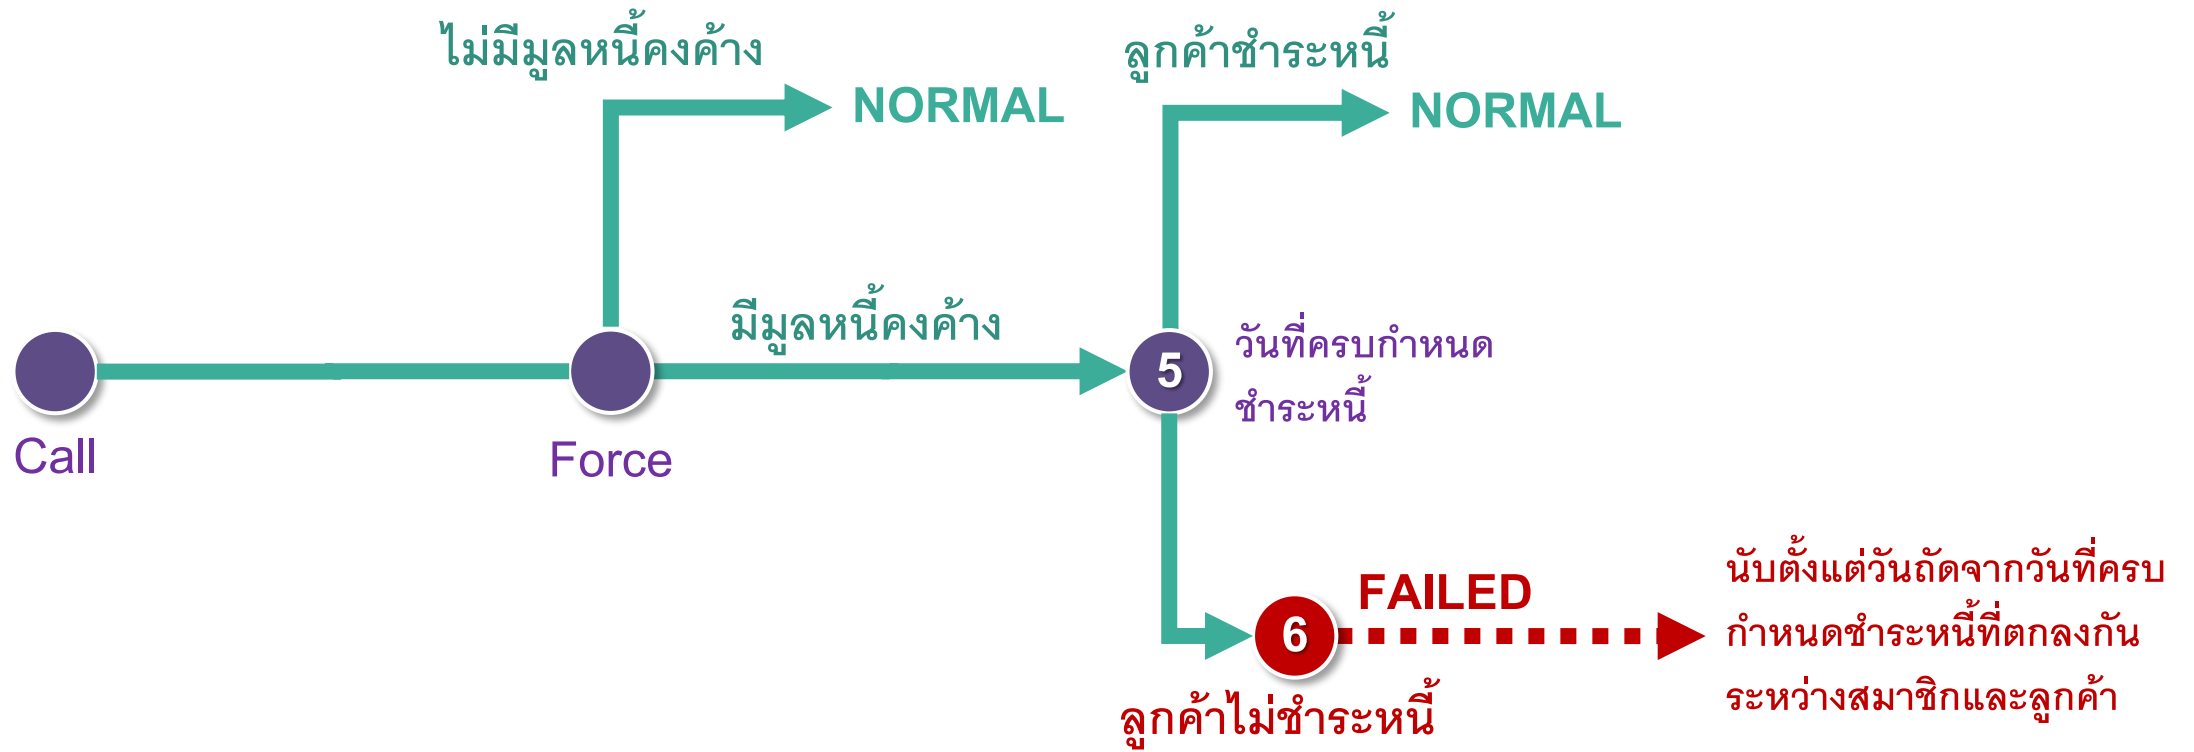 ไม่มีมูลหนี้คงค้าง
ลูกค้าชำระหนี้
NORMAL
NORMAL
มีมูลหนี้คงค้าง
5
วันที่ครบกำหนด
ชำระหนี้
Call
Force
FAILED
6
นับตั้งแต่วันถัดจากวันที่ครบ
กำหนดชำระหนี้ที่ตกลงกัน
ระหว่างสมาชิกและลูกค้า
ลูกค้าไม่ชำระหนี้